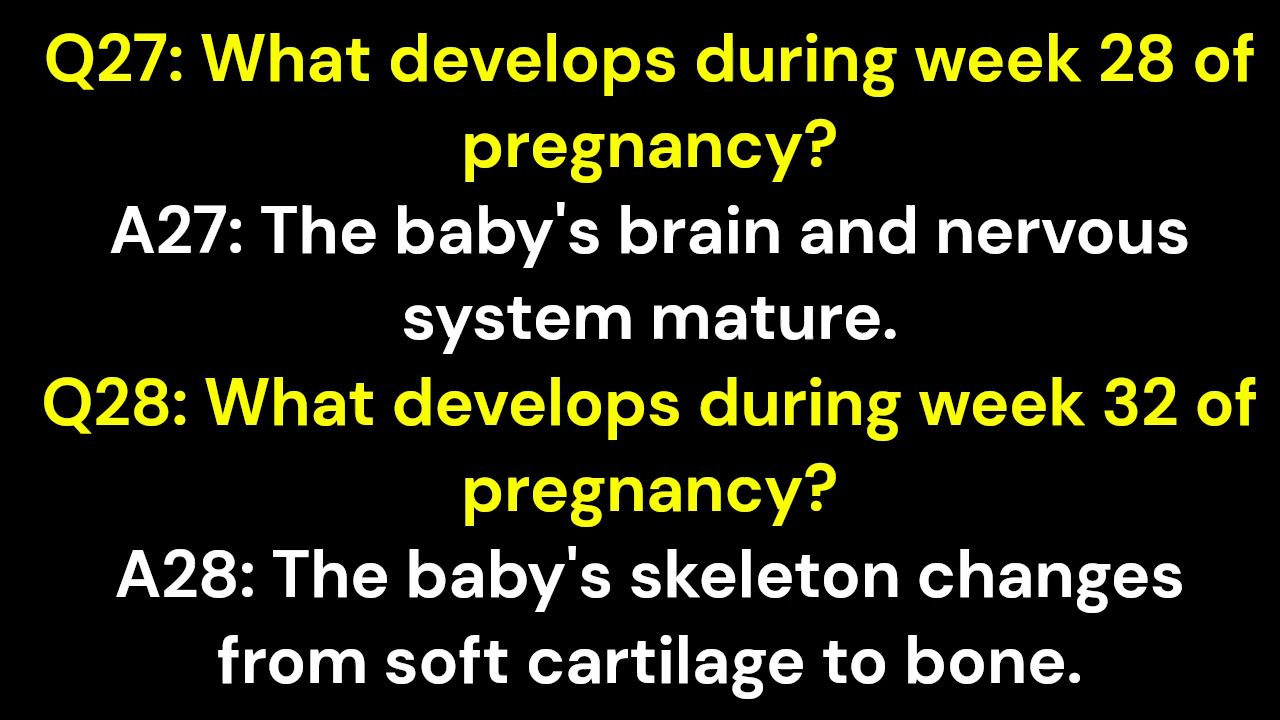 Q27: What develops during week 28 of
pregnancy?
A27: The baby's brain and nervous
system mature.
Q28: What develops during week 32 of
pregnancy?
A28: The baby's skeleton changes
from soft cartilage to bone.